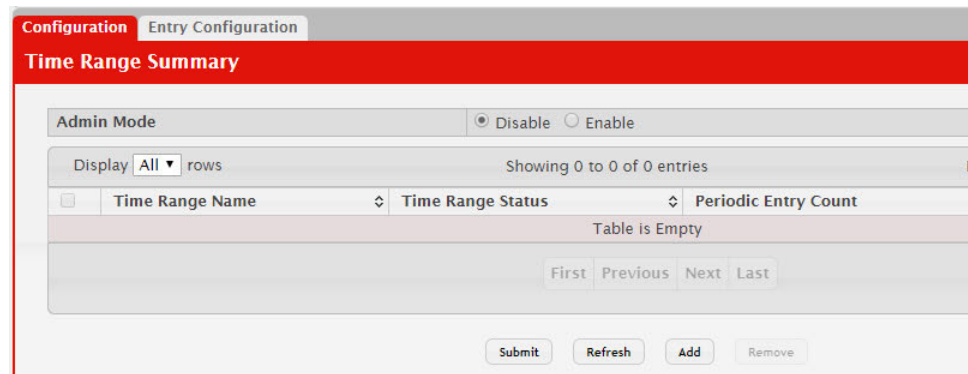 Configuration Entry Configuration
Time Range Summary
Admin Mode Disable Enable
Display All rows Showing 0 to 0 of 0 entries
Time Range Name Time Range Status Periodic Entry Count
Table is Empty
First Previous Next Last
Submit Refresh Add Remove